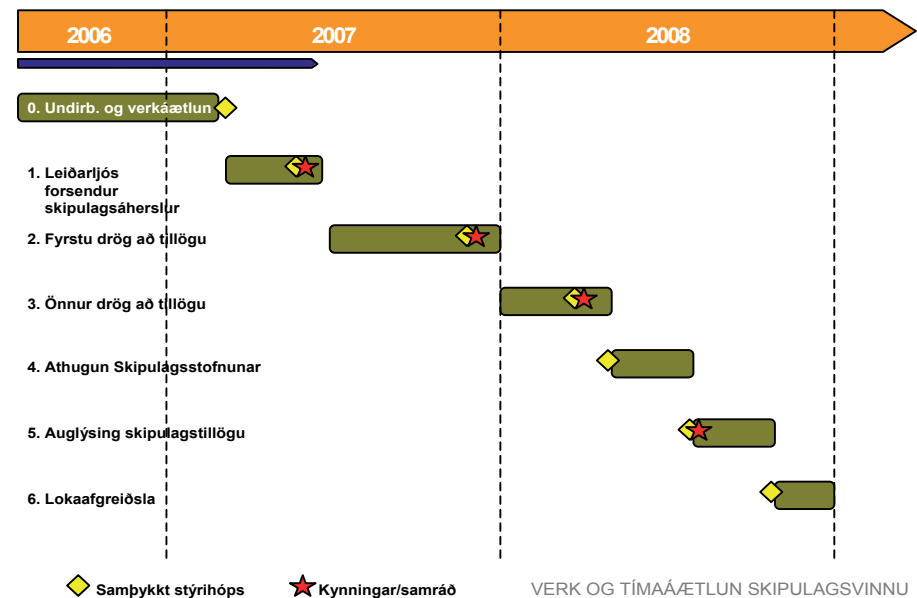 2006 2007 2008
0. Undirb. og verkáætlun
1. Leiðarljós
forsendur
skipulagsáherslur
2. Fyrstu drög að tillögu
3. Önnur drög að tillögu
4. Athugun Skipulagsstofnunar
5. Auglýsing skipulagstillögu
6. Lokaafgreiðsla
Samþykkt stýrihóps Kynningar/samráð VERK OG TÍMAÁÆTLUN SKIPULAGSVINNU